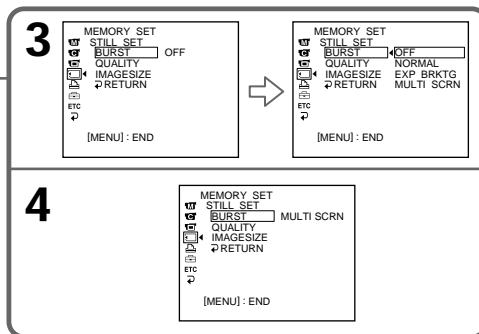 3
MEMORY SET
STILL SET
BURST OFF
QUALITY
IMAGESIZE
RETURN
ETC
[MENU] : END
MEMORY SET
STILL SET
BURST OFF
QUALITY NORMAL
IMAGESIZE EXP BRKTG
RETURN MULTI SCRN
ETC
[MENU] : END
4
MEMORY SET
STILL SET
BURST MULTI SCRN
QUALITY
IMAGESIZE
RETURN
ETC
[MENU] : END